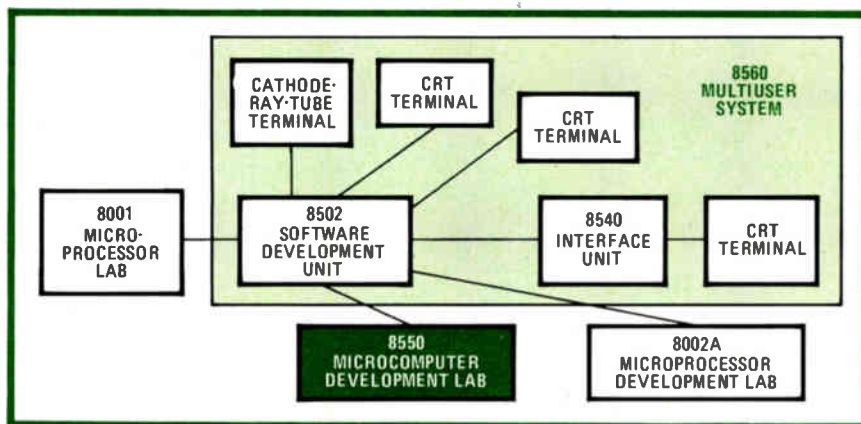 CATHODE-
RAY-TUBE
TERMINAL
CRT
TERMINAL
CRT
TERMINAL
8560
MULTIUSER
SYSTEM
8001
MICRO-
PROCESSOR
LAB
8502
SOFTWARE
DEVELOPMENT
UNIT
8540
INTERFACE
UNIT
CRT
TERMINAL
8550
MICROCOMPUTER
DEVELOPMENT LAB
8002A
MICROPROCESSOR
DEVELOPMENT LAB